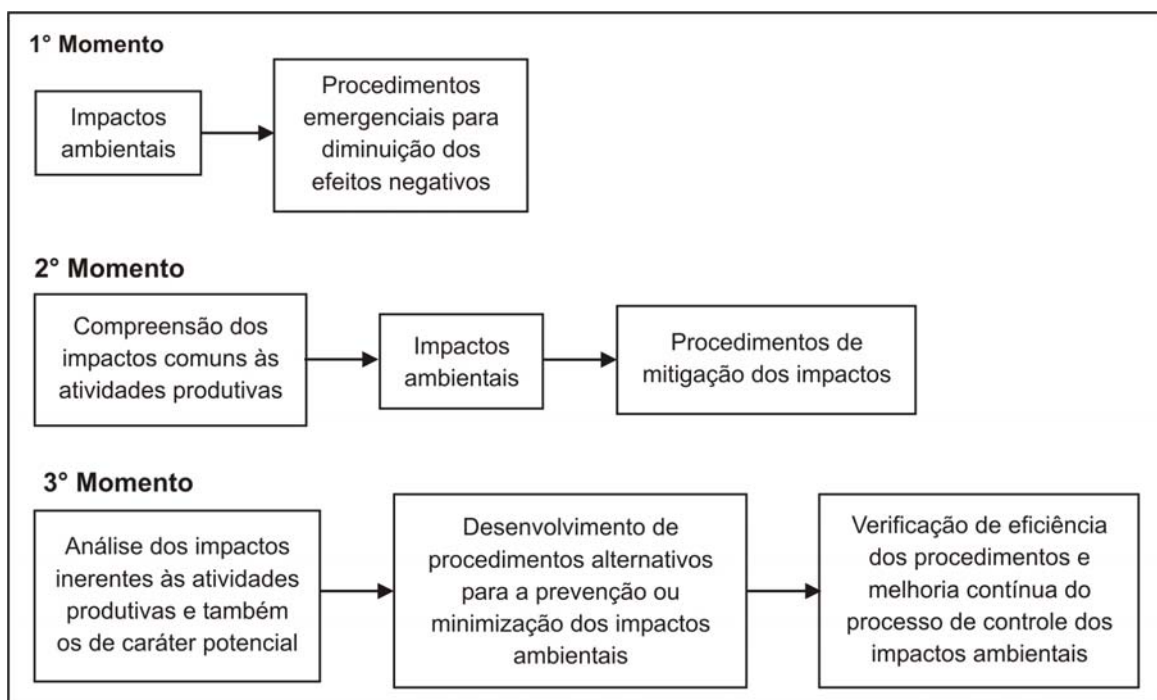 1° Momento
Impactos
ambientais
Procedimentos
emergenciais para
diminuição dos
efeitos negativos
2° Momento
Compreensão dos
impactos comuns às
atividades produtivas
Impactos
ambientais
Procedimentos de
mitigação dos impactos
3° Momento
Análise dos impactos
inerentes às atividades
produtivas e também
os de caráter potencial
Desenvolvimento de
procedimentos alternativos
para a prevenção ou
minimização dos impactos
ambientais
Verificação de eficiência
dos procedimentos e
melhoria contínua do
processo de controle dos
impactos ambientais